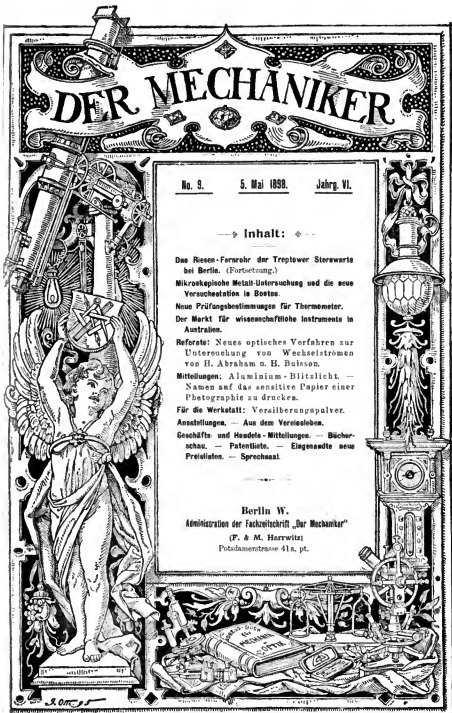 DER MECHANIKER
No. 9. 5. Mai 1898. Jahrg. VI.
Inhalt:
Das Riesen-Fernrohr der Treptower Sternwarte
bei Berlin. (Fortsetzung.)
Mikroskopische Metall-Untersuchung und die neue
Versuchsstation in Boston.
Neue Prüfungsbestimmungen für Thermometer.
Der Markt für wissenschaftliche Instrumente in
Australien.
Referate: Neues optisches Verfahren zur
Untersuchung von Wechselströmen
von H. Abraham u. H. Buisson.
Mitteilungen: Aluminium-Blitzlicht. —
Namen auf das sensitive Papier einer
Photographie zu drucken.
Für die Werkstatt: Versilberungspulver.
Ausstellungen. — Aus dem Vereinsleben.
Geschäfts- und Handels-Mitteilungen. — Bücher-
schau. — Patentliste. — Eingesandte neue
Preislisten. — Sprechsaal.
Berlin W.
Administration der Fachzeitschrift „Der Mechaniker"
(F. & M. Harrwitz)
Potsdamerstrasse 41a, pt.
BUCH
MECHANIK
OPTIK